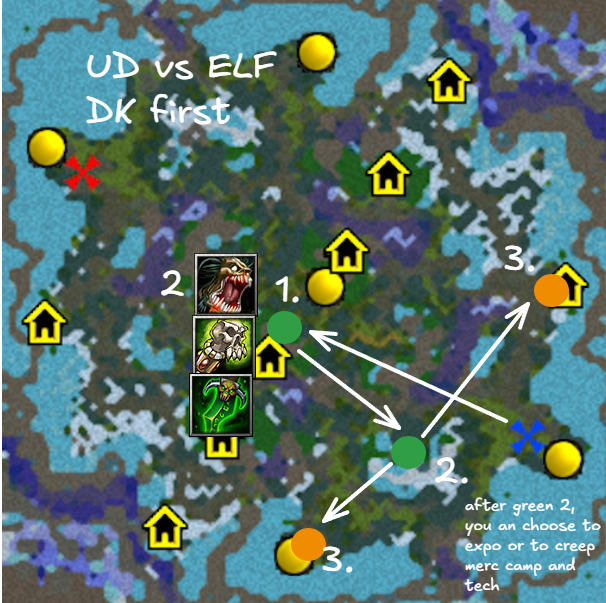 UD vs ELF
DK first
3.
2
1.
2.
after green 2,
you an choose to
expo or to creep
merc camp and
tech
3.